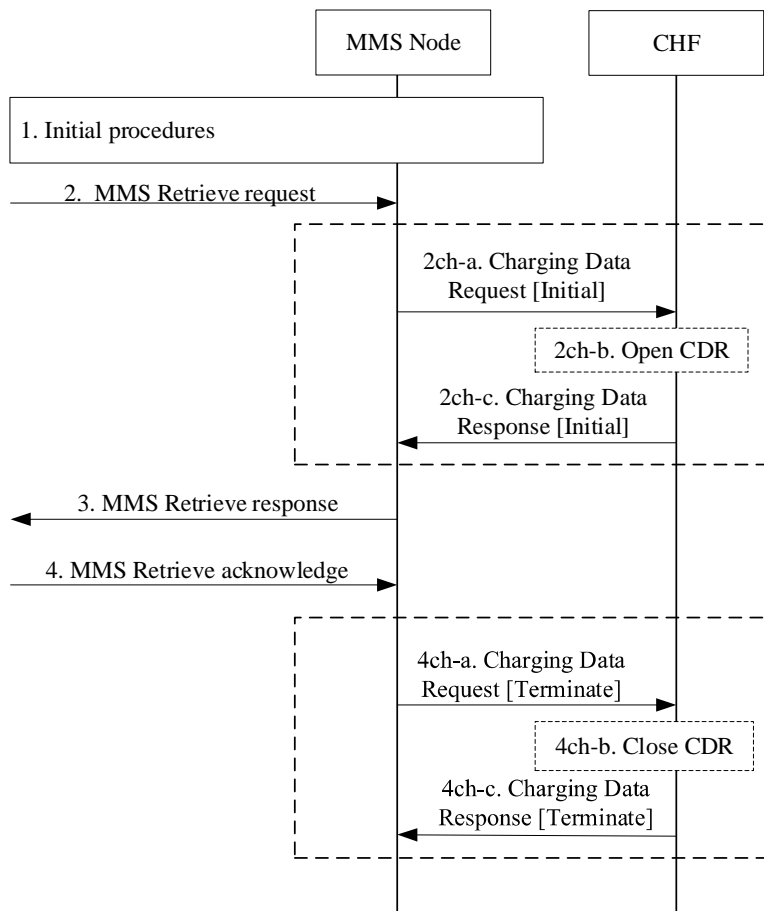 MMS Node
CHF
1. Initial procedures
2. MMS Retrieve request
2ch-a. Charging Data
Request [Initial]
2ch-b. Open CDR
2ch-c. Charging Data
Response [Initial]
3. MMS Retrieve response
4. MMS Retrieve acknowledge
4ch-a. Charging Data
Request [Terminate]
4ch-b. Close CDR
4ch-c. Charging Data
Response [Terminate]